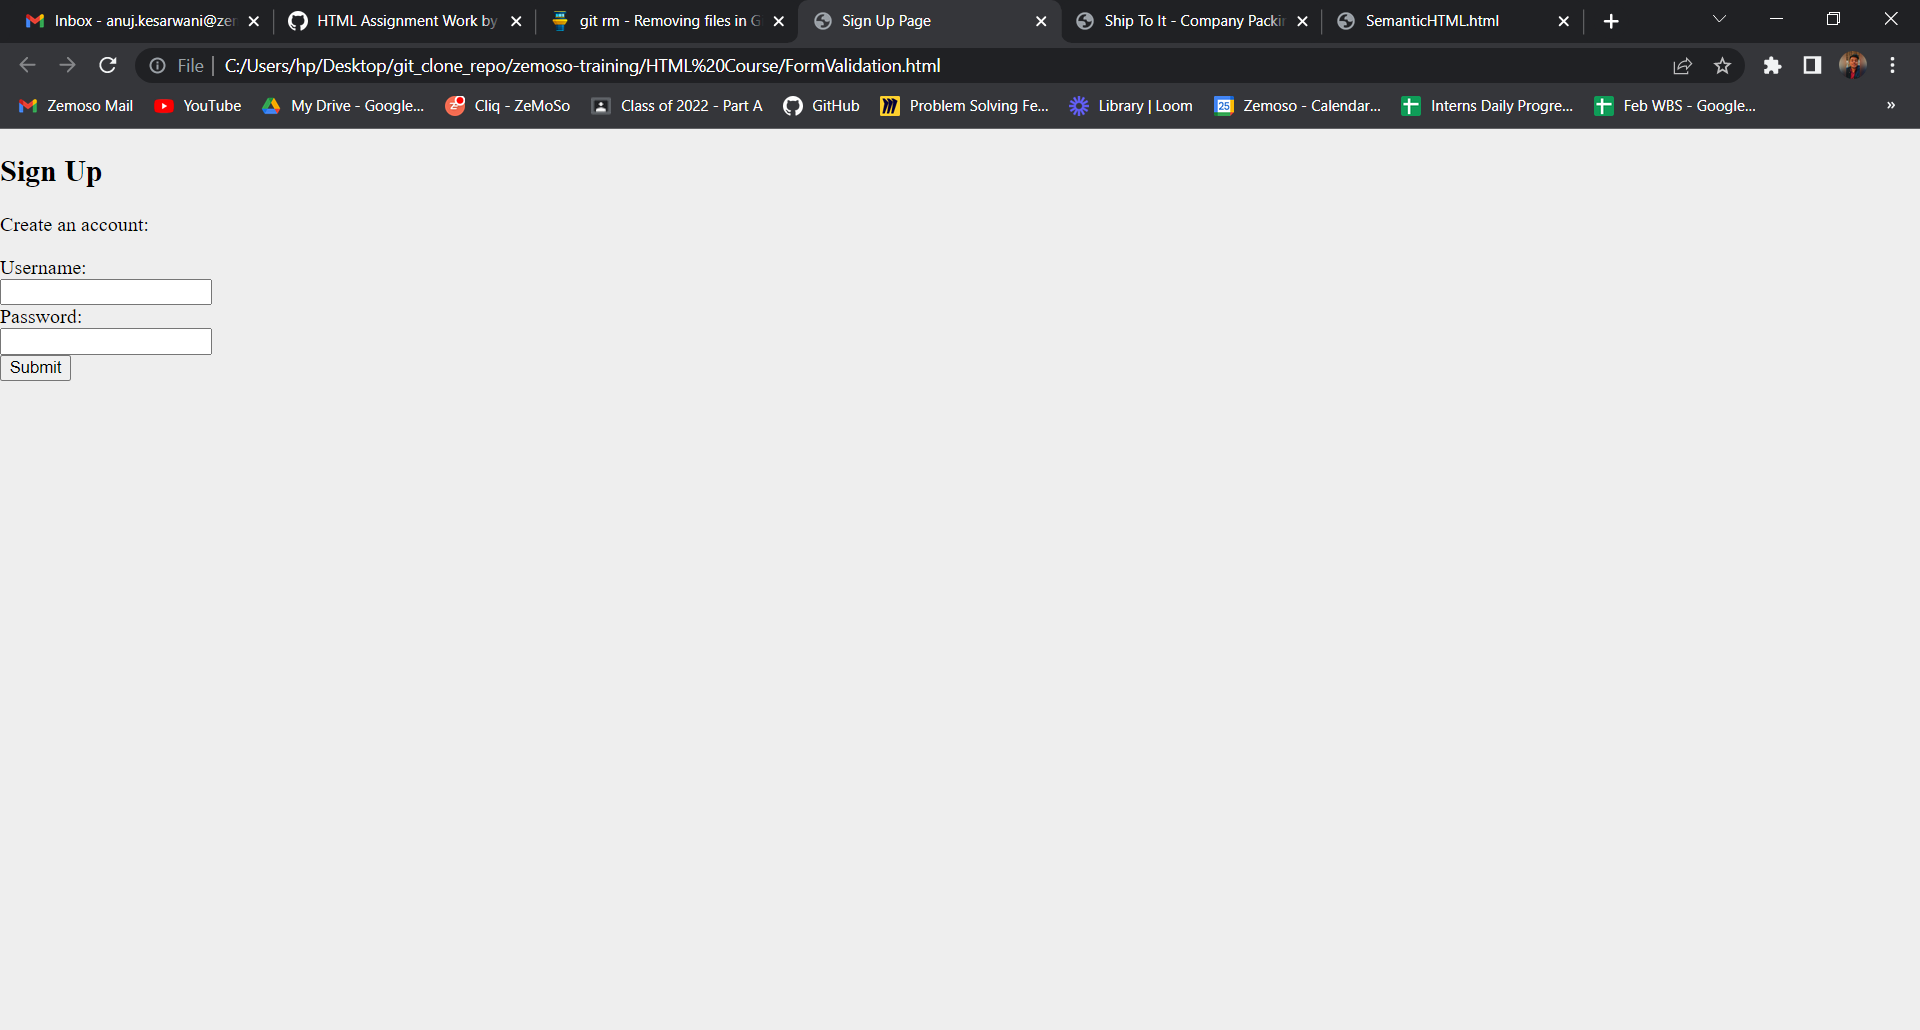 Inbox - anuj.kesarwani@zer
HTML Assignment Work by
git rm - Removing files in G
Sign Up Page
Ship To It - Company Packin
SemanticHTML.html
File
C:/Users/hp/Desktop/git_clone_repo/zemoso-training/HTML%20Course/FormValidation.html
Zemoso Mail
YouTube
My Drive - Google...
Cliq - ZeMoSo
Class of 2022 - Part A
GitHub
Problem Solving Fe...
Library | Loom
25
Zemoso - Calendar...
Interns Daily Progre...
Feb WBS - Google...
»
Sign Up
Create an account:
Username:
Password:
Submit